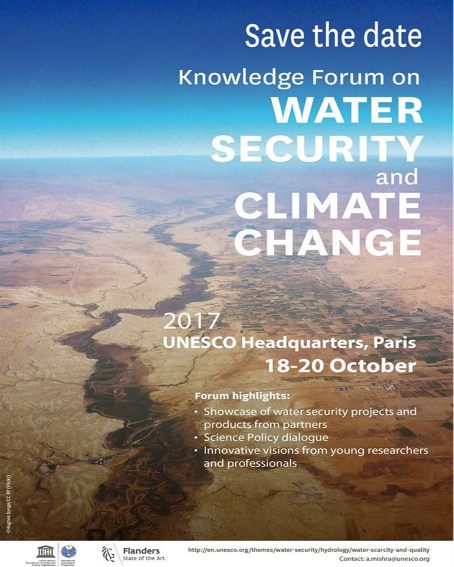 Save the date
Knowledge Forum on
WATER
SECURITY
and
CLIMATE
CHANGE
2017
UNESCO Headquarters, Paris
18-20 October
Forum highlights:
• Showcase of water security projects and
products from partners
• Science Policy dialogue
• Innovative visions from young researchers
and professionals
Flanders
State of the Art
http://en.unesco.org/themes/water-security/hydrology/water-scarcity-and-quality
Contact: a.mishra@unesco.org